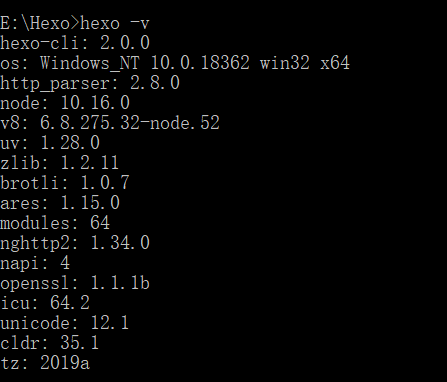 E:\Hexo>hexo -v
hexo-cli: 2.0.0
os: Windows_NT 10.0.18362 win32 x64
http_parser: 2.8.0
node: 10.16.0
v8: 6.8.275.32-node.52
uv: 1.28.0
zlib: 1.2.11
brotli: 1.0.7
ares: 1.15.0
modules: 64
nghttp2: 1.34.0
napi: 4
openssl: 1.1.1b
icu: 64.2
unicode: 12.1
cldr: 35.1
tz: 2019a